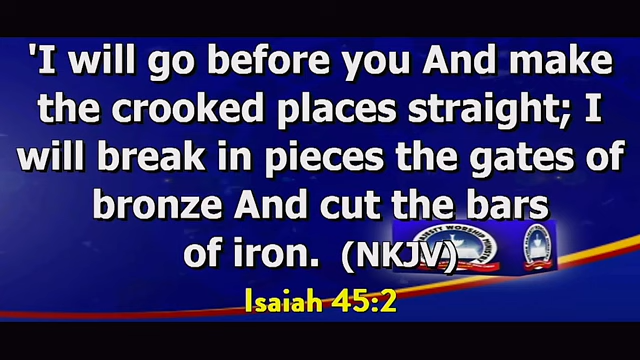 'I will go before you And make
the crooked places straight; I
will break in pieces the gates of
bronze And cut the bars
of iron. (NKJV)
Isaiah 45:2